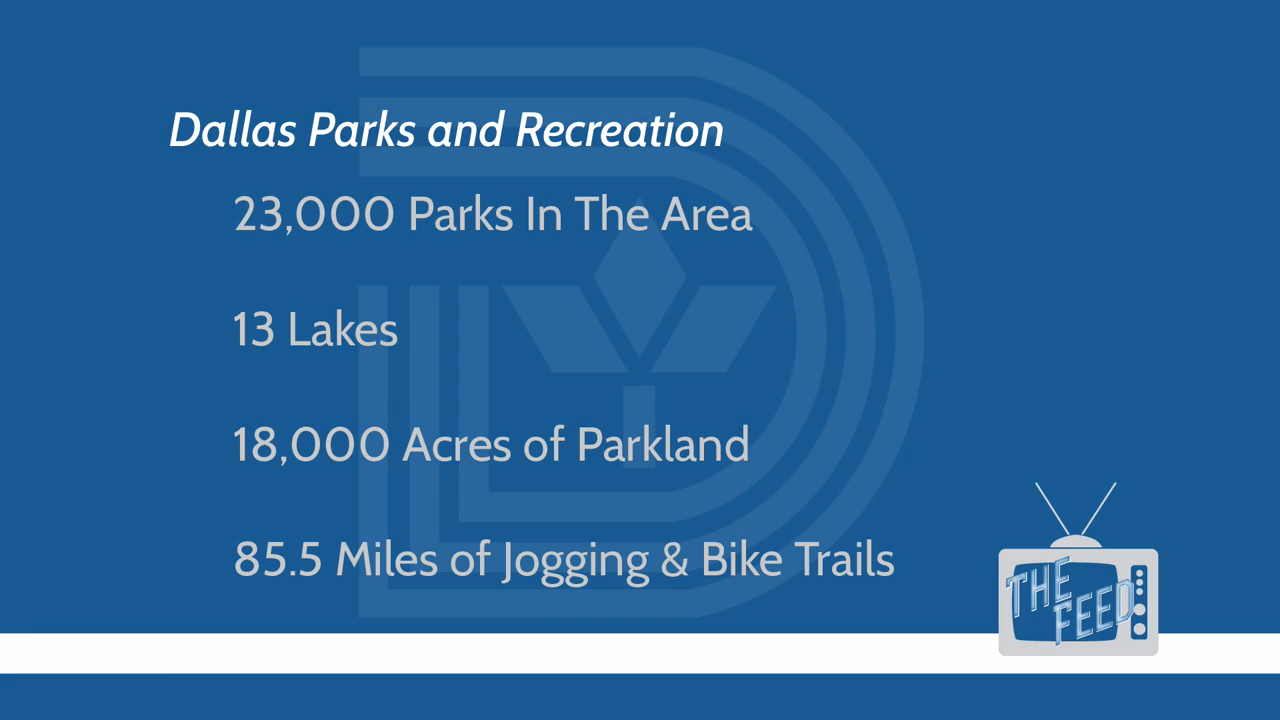 Dallas Parks and Recreation
23,000 Parks In The Area
13 Lakes
18,000 Acres of Parkland
85.5 Miles of Jogging & Bike Trails
THE
FEED